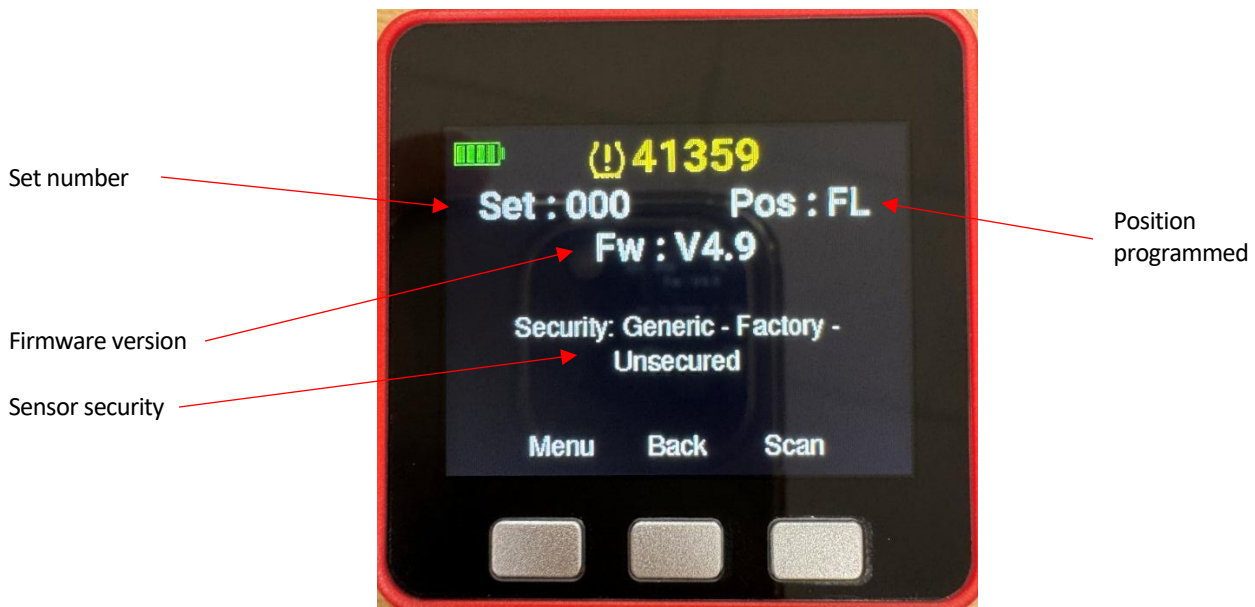 41359
Set number
Set : 000 Pos : FL
Position
programmed
Fw : V4.9
Firmware version
Security: Generic - Factory -
Unsecured
Sensor security
Menu Back Scan